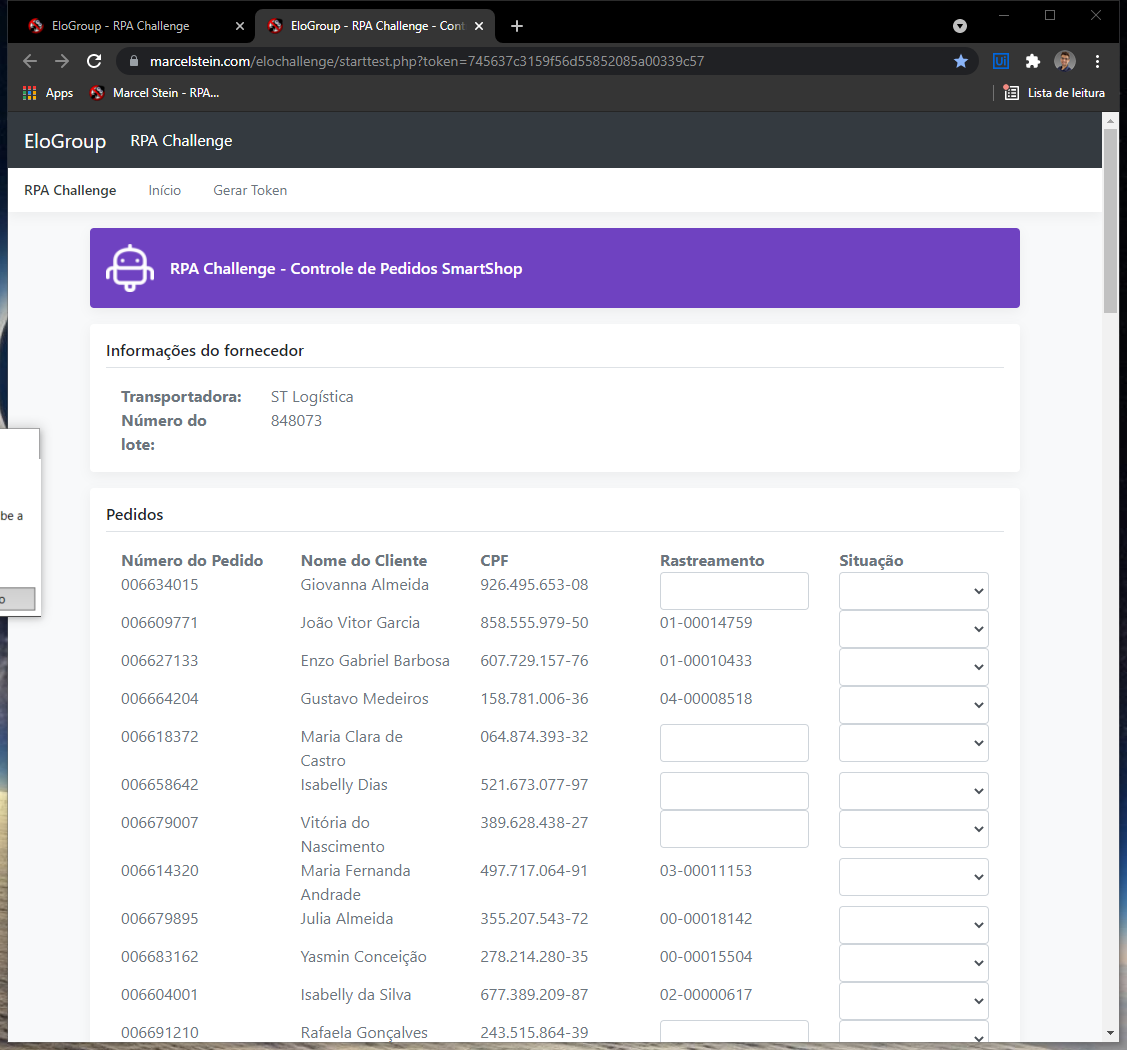 EloGroup - RPA Challenge
EloGroup - RPA Challenge - Cont
marcelstein.com/elochallenge/starttest.php?token=745637c3159f56d55852085a00339c57
Apps
Marcel Stein - RPA...
Lista de leitura
EloGroup RPA Challenge
RPA Challenge Início Gerar Token
RPA Challenge - Controle de Pedidos SmartShop
Informações do fornecedor
Transportadora: ST Logística
Número do 848073
lote:
be a
o
Pedidos
Número do Pedido Nome do Cliente CPF Rastreamento Situação
006634015 Giovanna Almeida 926.495.653-08
006609771 João Vitor Garcia 858.555.979-50 01-00014759
006627133 Enzo Gabriel Barbosa 607.729.157-76 01-00010433
006664204 Gustavo Medeiros 158.781.006-36 04-00008518
006618372 Maria Clara de 064.874.393-32
Castro
006658642 Isabelly Dias 521.673.077-97
006679007 Vitória do 389.628.438-27
Nascimento
006614320 Maria Fernanda 497.717.064-91 03-00011153
Andrade
006679895 Julia Almeida 355.207.543-72 00-00018142
006683162 Yasmin Conceição 278.214.280-35 00-00015504
006604001 Isabelly da Silva 677.389.209-87 02-00000617
006691210 Rafaela Gonçalves 243.515.864-39